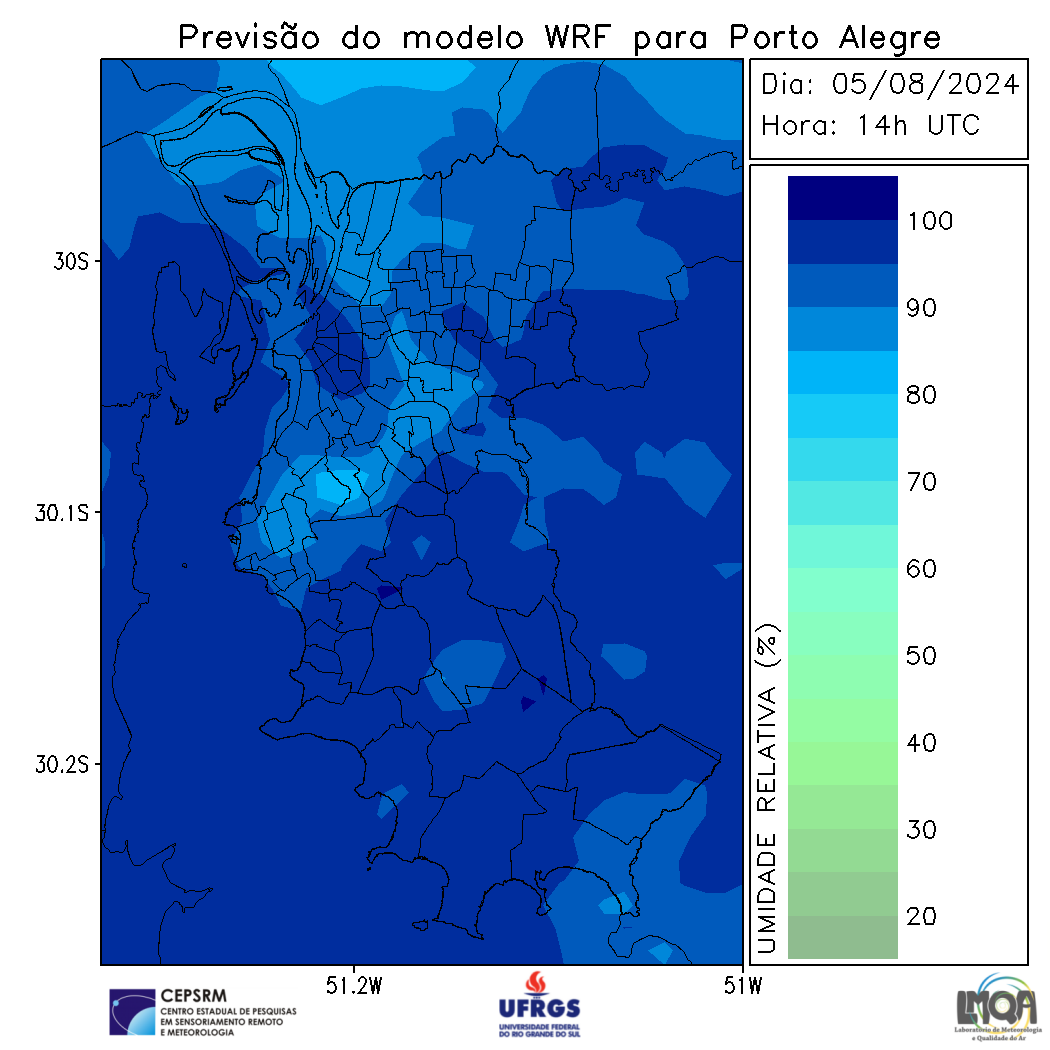 Previsão do modelo WRF para Porto Alegre
Dia: 05/08/2024
Hora: 14h UTC
30S
30.1S
30.2S
51.2W
51W
UMIDADE RELATIVA (%)
100
90
80
70
60
50
40
30
20
CEPSRM
CENTRO ESTADUAL DE PESQUISAS
EM SENSORIAMENTO REMOTO
E METEOROLOGIA
UFRGS
UNIVERSIDADE FEDERAL
DO RIO GRANDE DO SUL
LMQA
Laboratório de Meteorologia
e Qualidade do Ar